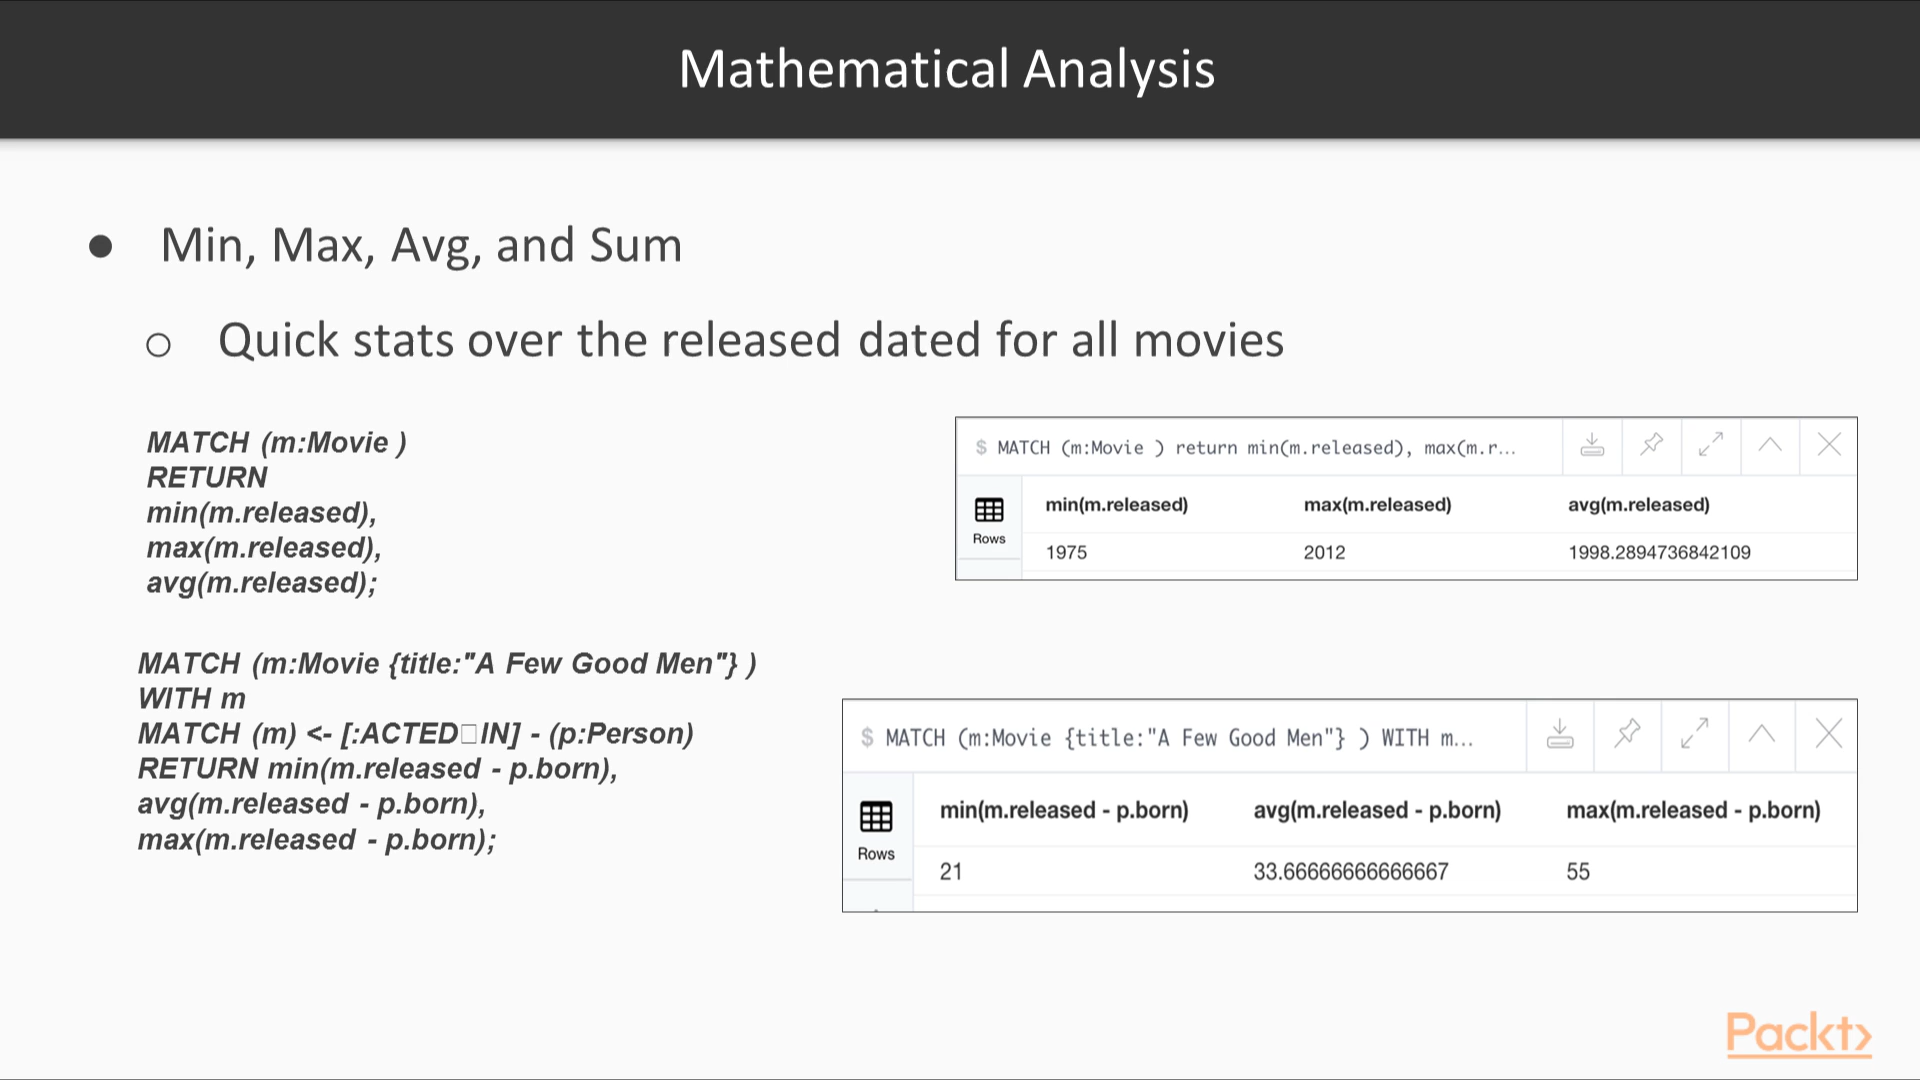 Mathematical Analysis
● Min, Max, Avg, and Sum
○ Quick stats over the released dated for all movies
MATCH (m:Movie )
RETURN
min(m.released),
max(m.released),
avg(m.released);
$ MATCH (m:Movie ) return min(m.released), max(m.r...
Rows
min(m.released) max(m.released) avg(m.released)
1975 2012 1998.2894736842109
MATCH (m:Movie {title:"A Few Good Men"} )
WITH m
MATCH (m) <- [:ACTED□IN] - (p:Person)
RETURN min(m.released - p.born),
avg(m.released - p.born),
max(m.released - p.born);
$ MATCH (m:Movie {title:"A Few Good Men"} ) WITH m...
Rows
min(m.released - p.born) avg(m.released - p.born) max(m.released - p.born)
21 33.66666666666667 55
Packt>